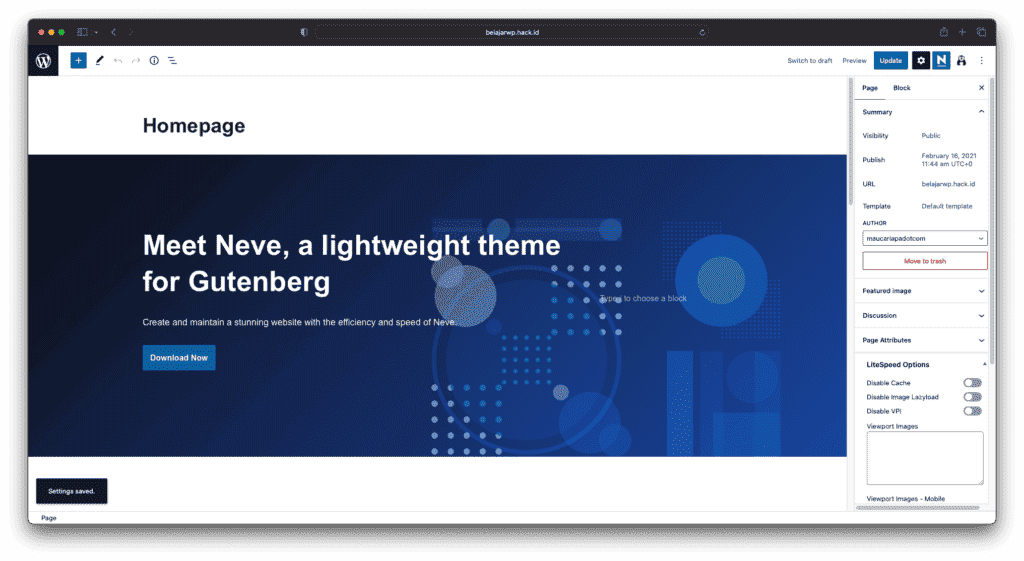 belajarwp.hack.id
Switch to draft
Preview
Update
Page
Block
Summary
Visibility
Public
Publish
February 16, 2021
11:44 am UTC+0
URL
belajarwp.hack.id
Template
Default template
AUTHOR
maucariapadotcom
Move to trash
Featured image
Discussion
Page Attributes
LiteSpeed Options
Disable Cache
Disable Image Lazyload
Disable VPI
Viewport Images
Viewport Images - Mobile
Homepage
Meet Neve, a lightweight theme
for Gutenberg
Type / to choose a block
Create and maintain a stunning website with the efficiency and speed of Neve.
Download Now
Settings saved.
Page